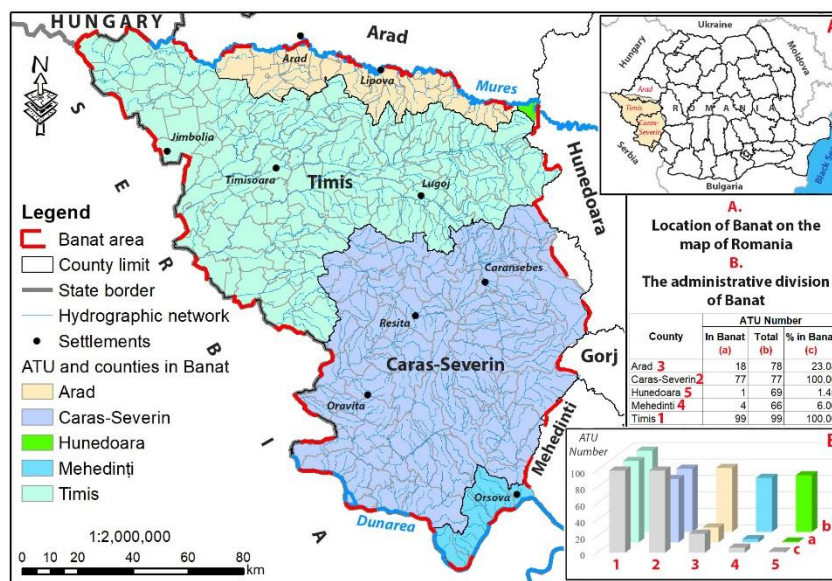 HUNGARY
Arad
Arad
Lipova
Mures
SERBIA
Jimbolia
Timisoara
Timis
Lugoj
Hunedoara
Caransebes
Resita
Caras-Severin
Gorj
Oravita
Mehedinti
Orsova
Dunarea
Legend
Banat area
County limit
State border
Hydrographic network
Settlements
ATU and counties in Banat
Arad
Caras-Severin
Hunedoara
Mehedinți
Timis
1:2,000,000
0 10 20 40 60 80
km
Ukraine
Hungary
Moldova
Arad
Timis
ROMANIA
Caras-Severin
Serbia
Bulgaria
A.
Location of Banat on the
map of Romania
B.
The administrative division
of Banat
ATU Number
County In Banat Total % in Banat
(a) (b) (c)
Arad 3 18 78 23.0
Caras-Severin 2 77 77 100.0
Hunedoara 5 1 69 1.4
Mehedinti 4 4 66 6.0
Timis 1 99 99 100.0
ATU
Number
100
80
60
40
20
0
b
a
c
1 2 3 4 5